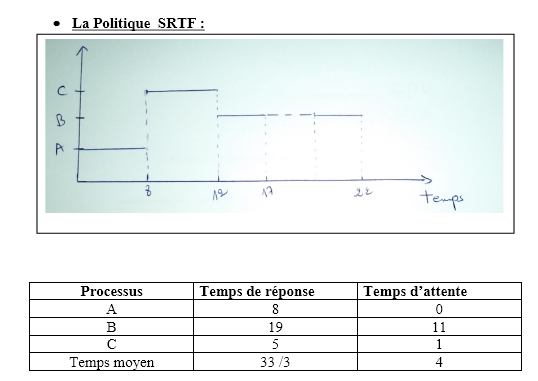 • La Politique SRTF :
C
B
A
8 12 17 22
temps
Processus Temps de réponse Temps d'attente
A 8 0
B 19 11
C 5 1
Temps moyen 33 /3 4